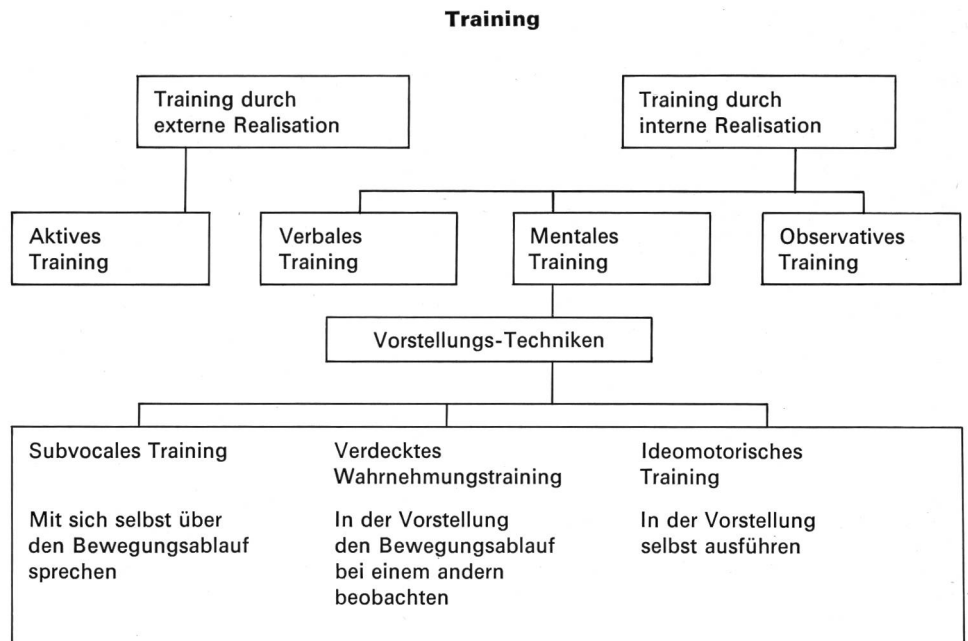 Training
Training durch
externe Realisation
Training durch
interne Realisation
Aktives
Training
Verbales
Training
Mentales
Training
Observatives
Training
Vorstellungs-Techniken
Subvocales Training
Mit sich selbst über
den Bewegungsablauf
sprechen
Verdecktes
Wahrnehmungstraining
In der Vorstellung
den Bewegungsablauf
bei einem andern
beobachten
Ideomotorisches
Training
In der Vorstellung
selbst ausführen